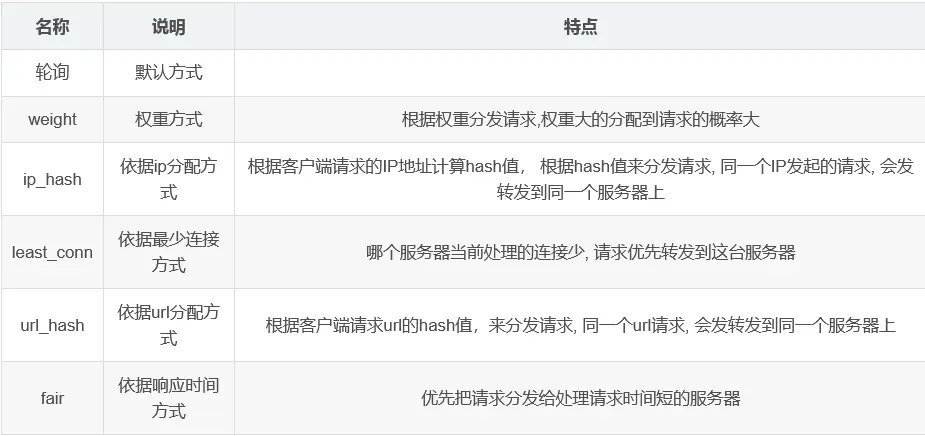 名称 说明 特点
轮询 默认方式
weight 权重方式 根据权重分发请求,权重大的分配到请求的概率大
ip_hash 依据ip分配方
式 根据客户端请求的IP地址计算hash值， 根据hash值来分发请求, 同一个IP发起的请求, 会发
转发到同一个服务器上
least_conn 依据最少连接
方式 哪个服务器当前处理的连接少, 请求优先转发到这台服务器
url_hash 依据url分配方
式 根据客户端请求url的hash值，来分发请求, 同一个url请求, 会发转发到同一个服务器上
fair 依据响应时间
方式 优先把请求分发给处理请求时间短的服务器